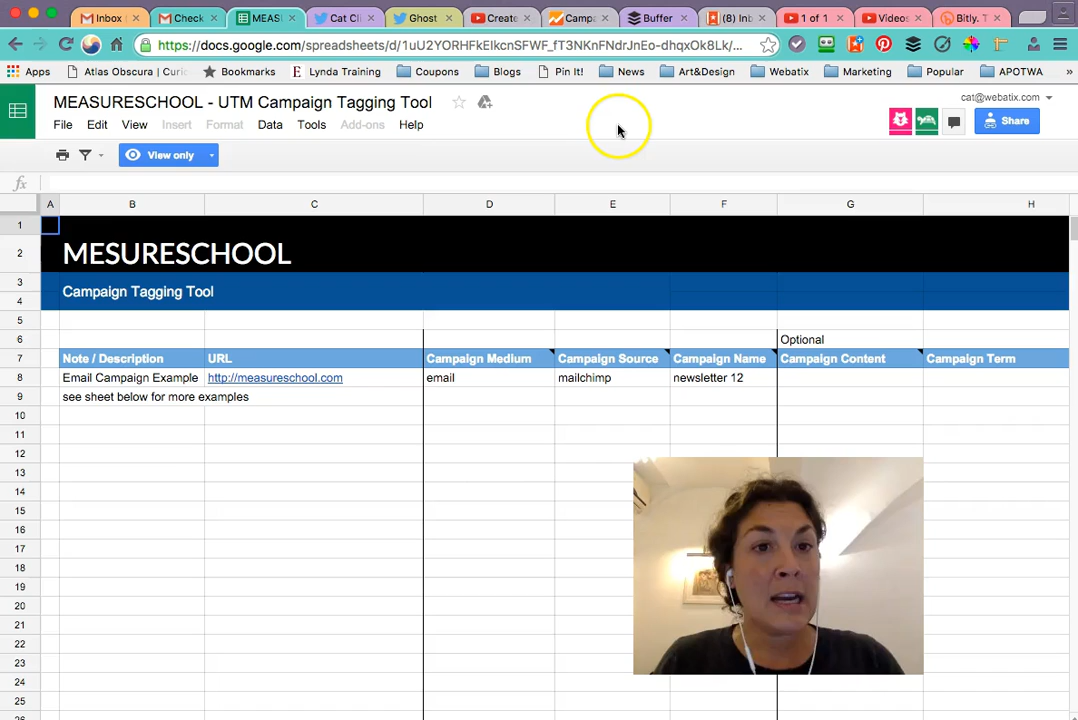 Inbox
Check
MEAS
Cat Cli
Ghost
Create
Campa
Buffer
(8) Inb
1 of 1
Videos
Bitly. T
https://docs.google.com/spreadsheets/d/1uU2YORHFkEIkcnSFWF_fT3NKnFNdrJnEo-dhqxOk8Lk/...
Apps
Atlas Obscura | Curi
Bookmarks
Lynda Training
Coupons
Blogs
Pin It!
News
Art&Design
Webatix
Marketing
Popular
APOTWA
»
MEASURESCHOOL - UTM Campaign Tagging Tool
cat@webatix.com
File Edit View Insert Format Data Tools Add-ons Help
Share
View only
fx
A B C D E F G H
1
2 MESURESCHOOL
3
Campaign Tagging Tool
4
5
6 Optional
7 Note / Description URL Campaign Medium Campaign Source Campaign Name Campaign Content Campaign Term
8 Email Campaign Example http://measureschool.com email mailchimp newsletter 12
9 see sheet below for more examples
10
11
12
13
14
15
16
17
18
19
20
21
22
23
24
25